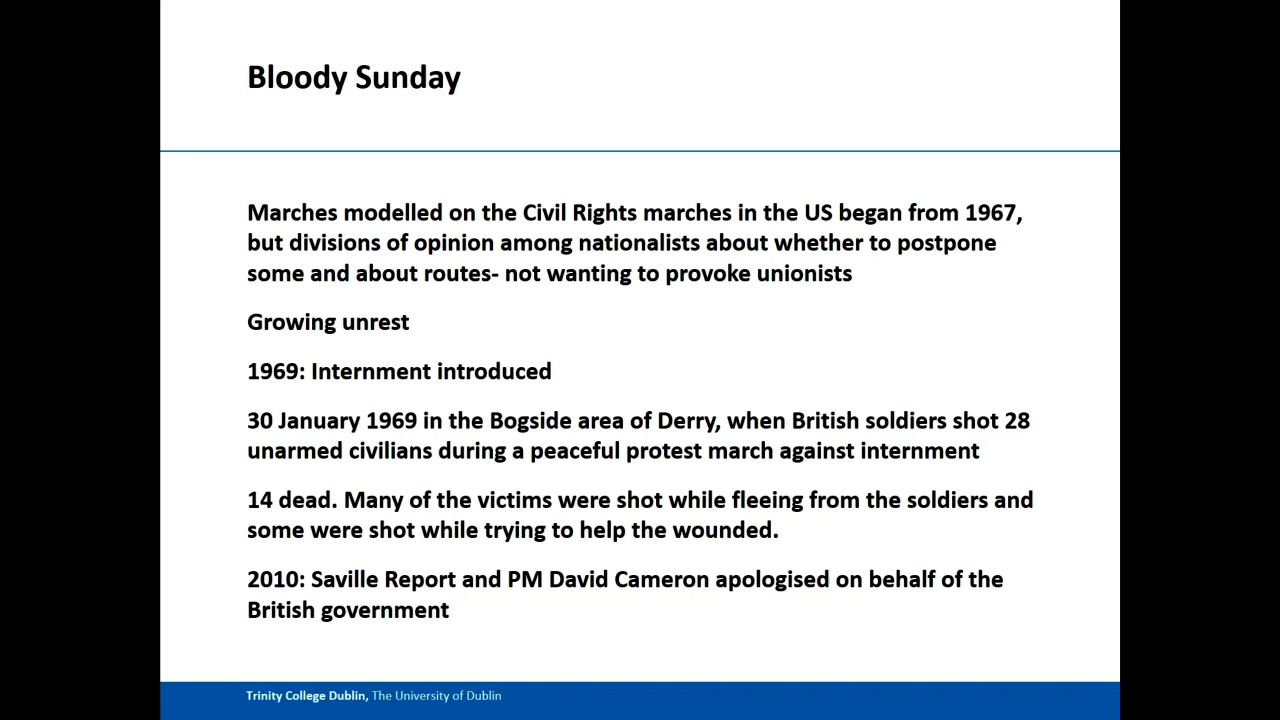 Bloody Sunday
Marches modelled on the Civil Rights marches in the US began from 1967,
but divisions of opinion among nationalists about whether to postpone
some and about routes- not wanting to provoke unionists
Growing unrest
1969: Internment introduced
30 January 1969 in the Bogside area of Derry, when British soldiers shot 28
unarmed civilians during a peaceful protest march against internment
14 dead. Many of the victims were shot while fleeing from the soldiers and
some were shot while trying to help the wounded.
2010: Saville Report and PM David Cameron apologised on behalf of the
British government
Trinity College Dublin, The University of Dublin